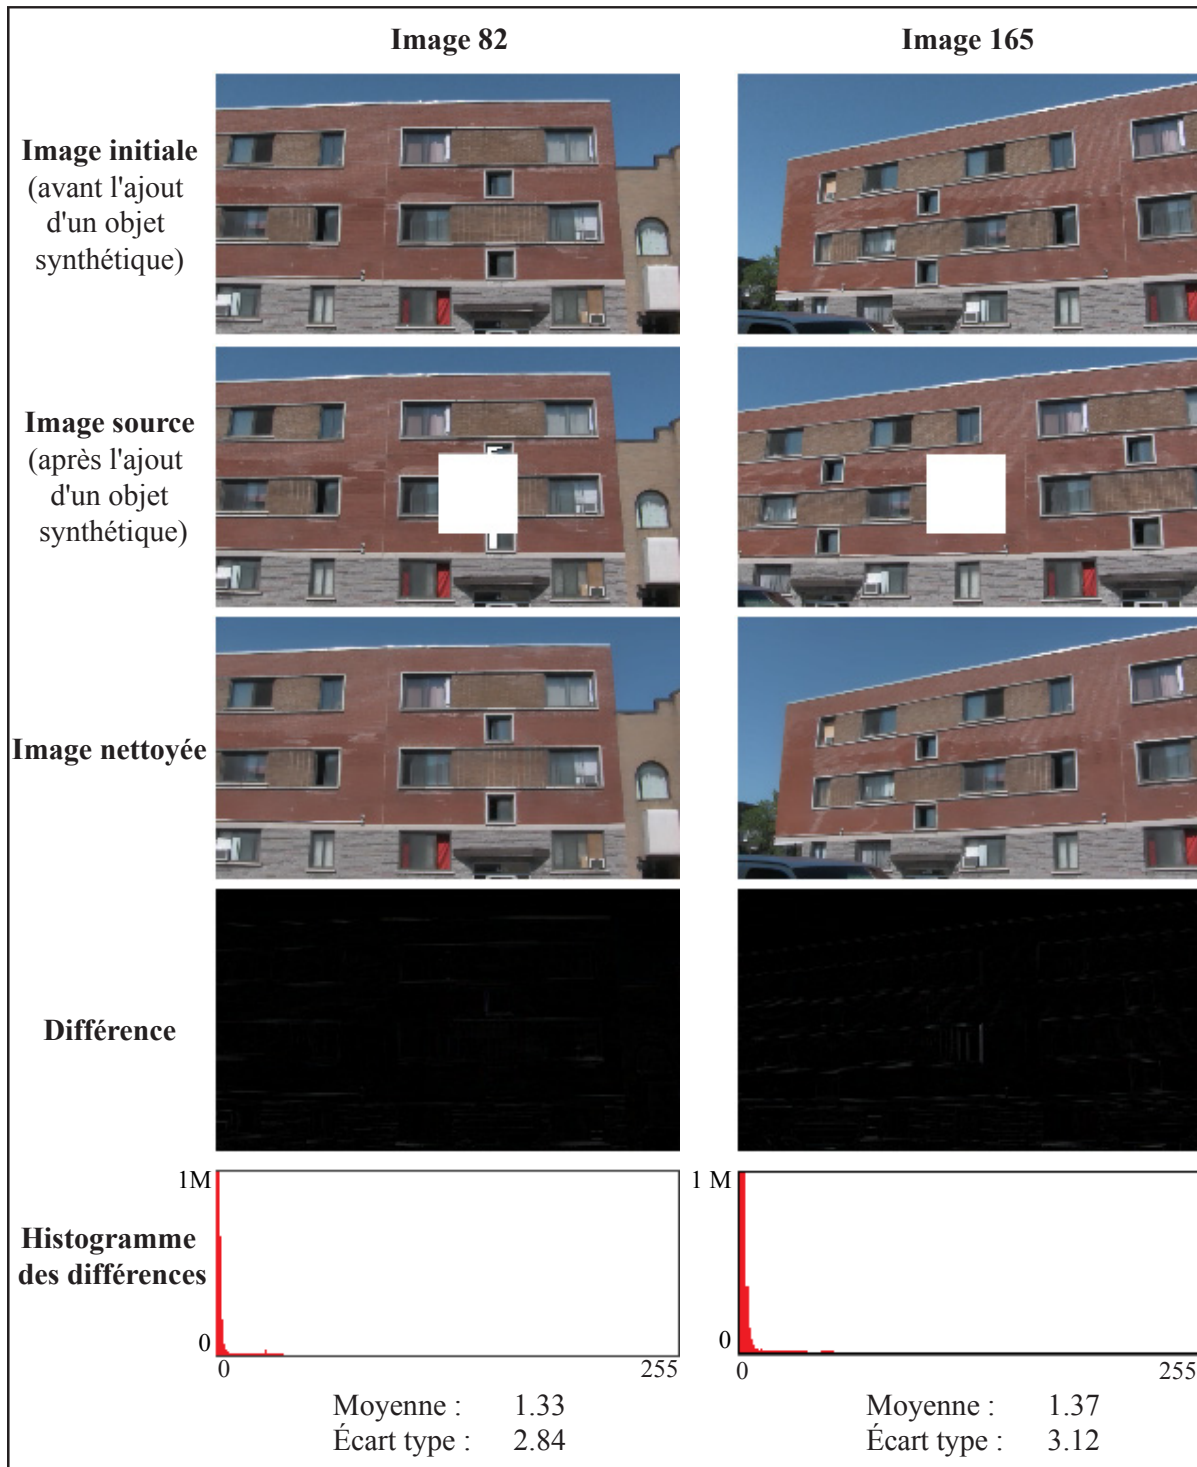 Image 82
Image 165
Image initiale
(avant l'ajout
d'un objet
synthétique)
Image source
(après l'ajout
d'un objet
synthétique)
Image nettoyée
Différence
Histogramme
des différences
1M
0
0
255
1 M
0
0
255
Moyenne : 1.33
Écart type : 2.84
Moyenne : 1.37
Écart type : 3.12